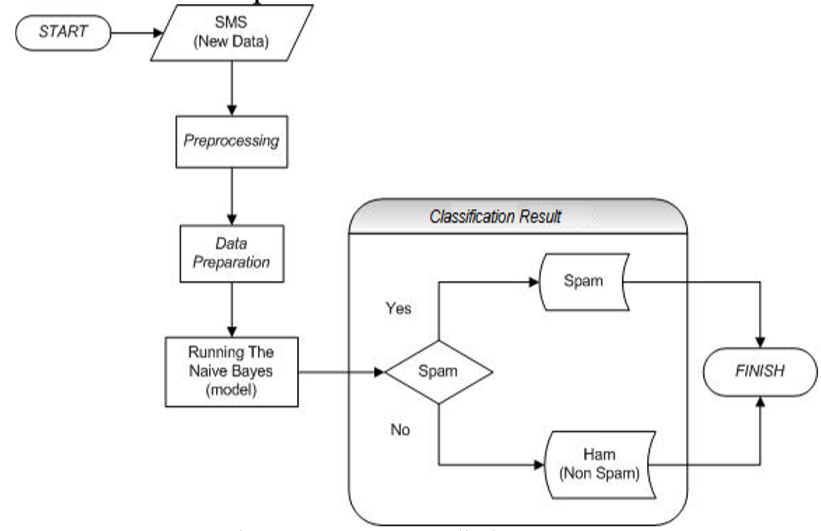 START
SMS
(New Data)
Preprocessing
Data
Preparation
Running The
Naive Bayes
(model)
Classification Result
Yes
Spam
Spam
No
Ham
(Non Spam)
FINISH